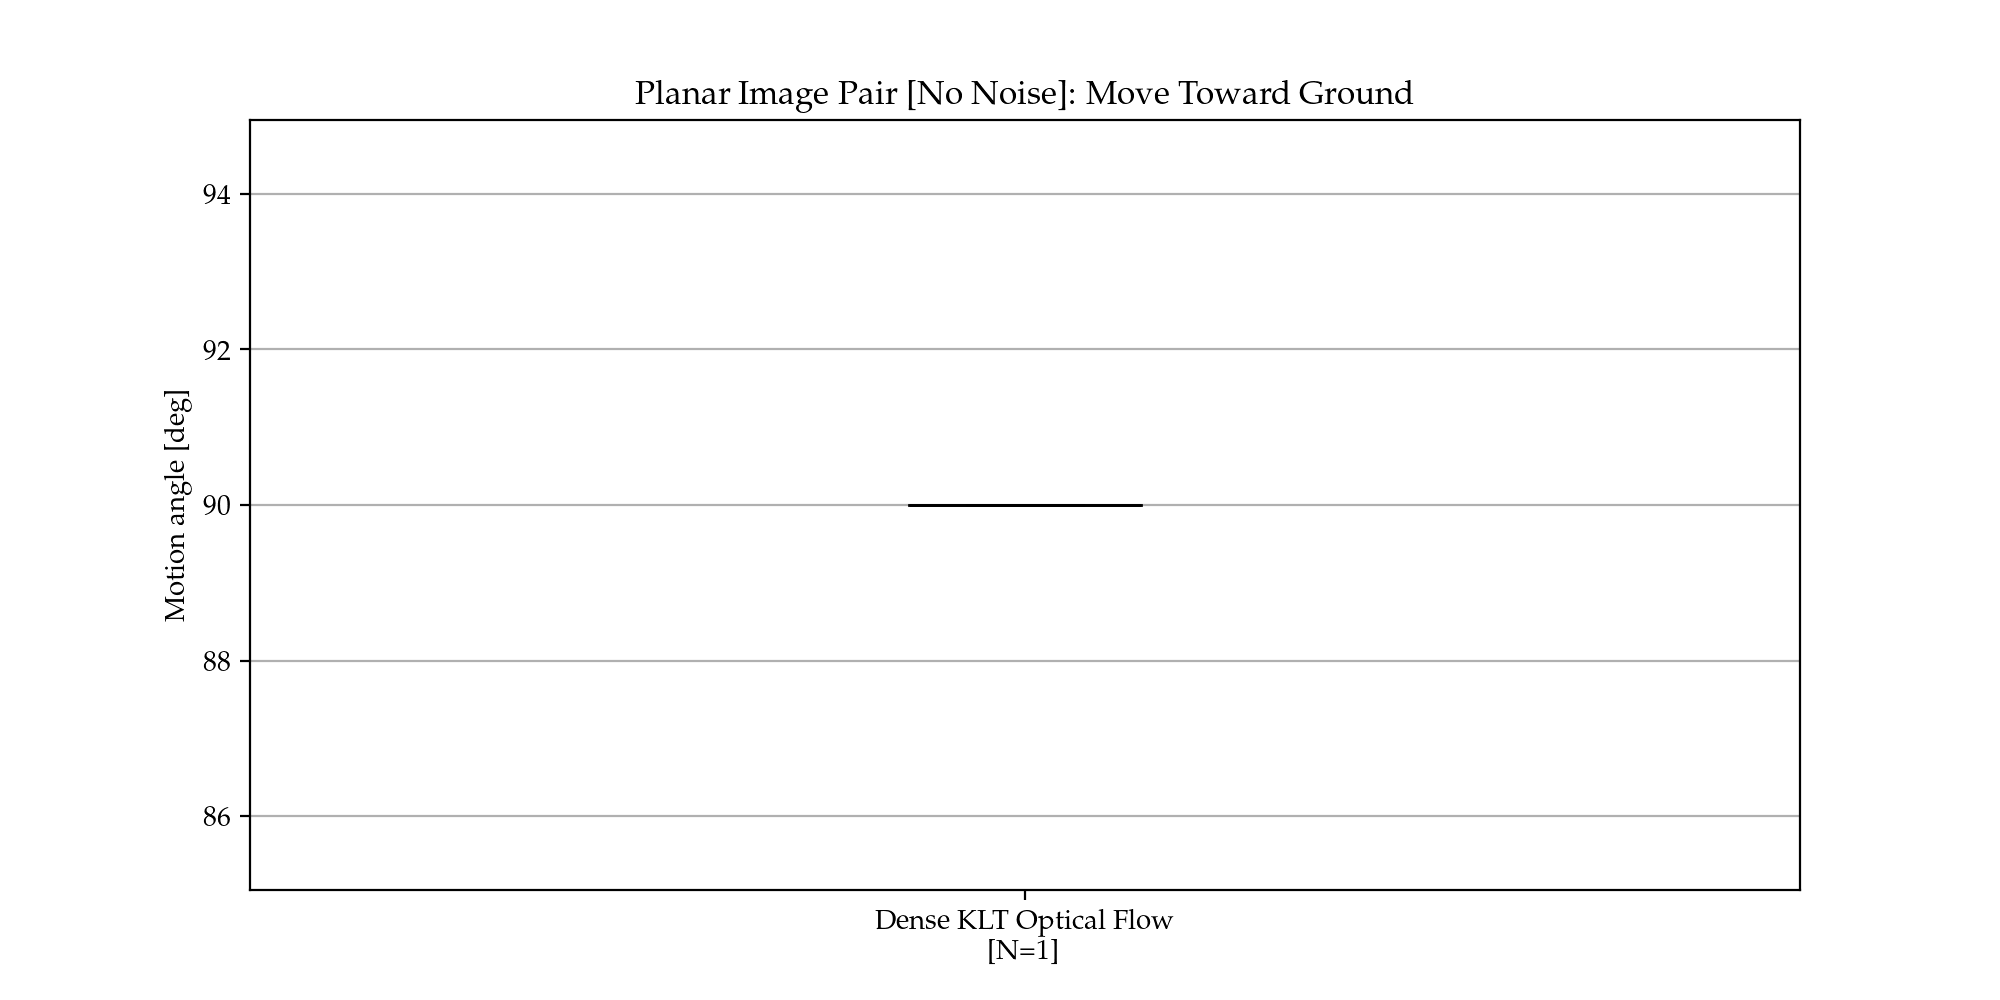 Planar Image Pair [No Noise]: Move Toward Ground
94
92
90
88
86
Motion angle [deg]
Dense KLT Optical Flow
[N=1]